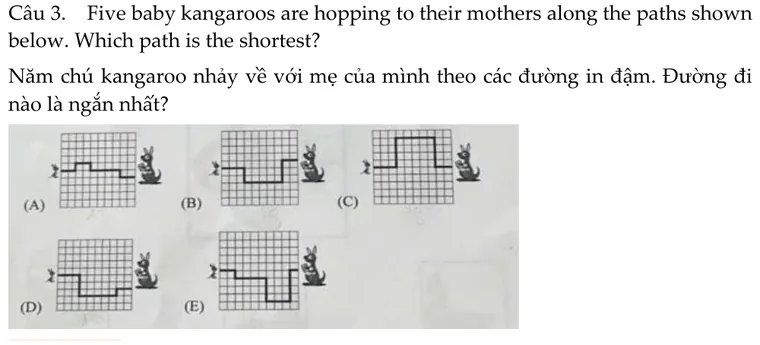 Câu 3. Five baby kangaroos are hopping to their mothers along the paths shown
below. Which path is the shortest?
Năm chú kangaroo nhảy về với mẹ của mình theo các đường in đậm. Đường đi
nào là ngắn nhất?
(A) (B) (C)
(D) (E)